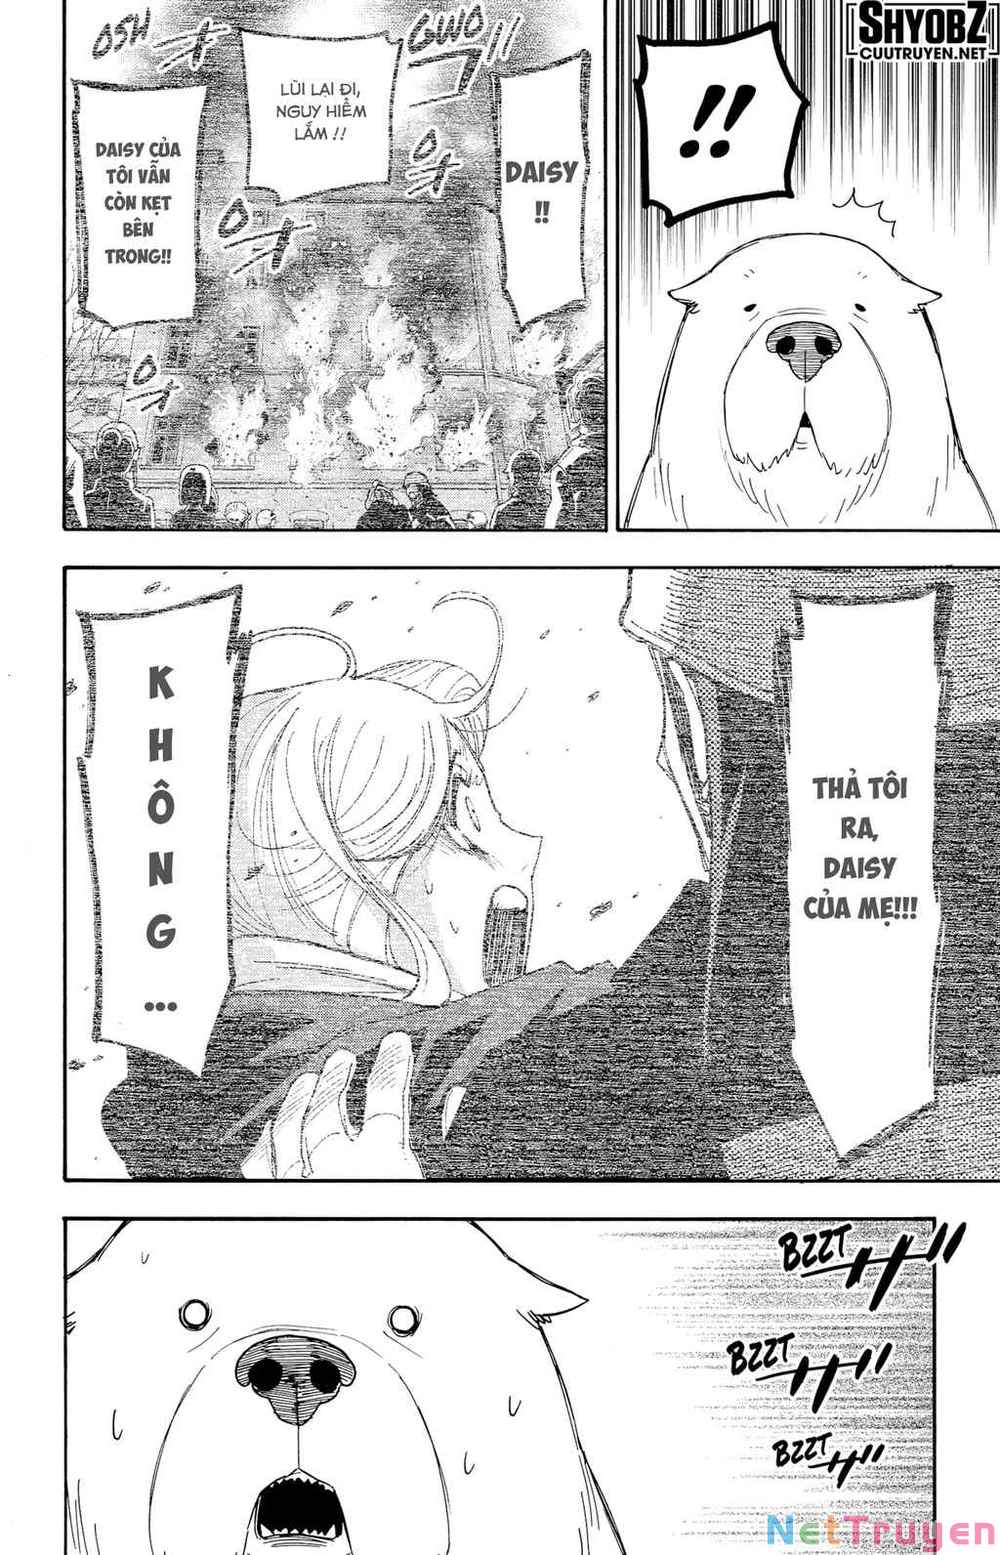 SHYOBZ
CUUTRUYEN.NET
!!
GWO
OSH
DAISY
!!
LŨI LẠI ĐI,
NGUY HIỂM
LẮM !!
DAISY CỦA
TÔI VẪN
CÒN KẸT
BÊN
TRONG!!
THẢ TÔI
RA,
DAISY
CỦA MẸ!!!
K
H
Ô
N
G
...
BZZT
BZZT
BZZT
NetTruyen